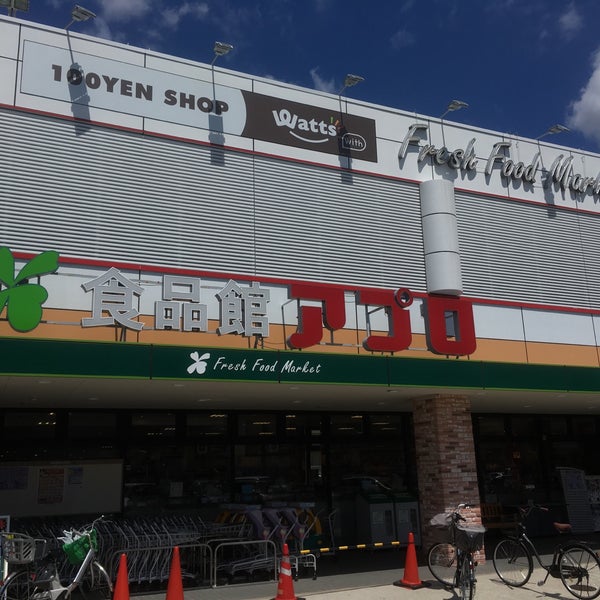 100YEN SHOP Watts with
Fresh Food Mark
食品館アプロ
Fresh Food Market